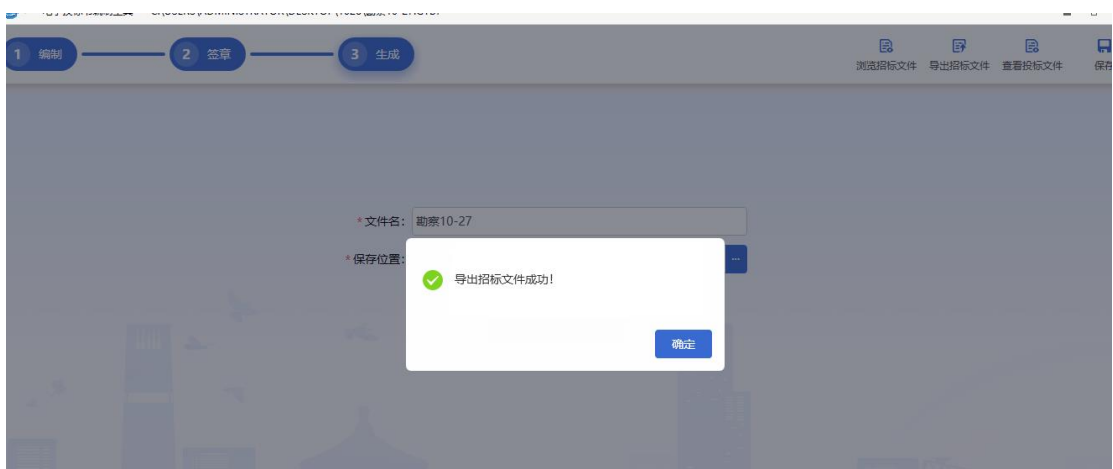 1 编制
2 签章
3 生成
浏览招标文件 导出招标文件 查看投标文件 保存
*文件名: 勘察10-27
*保存位置:
...
导出招标文件成功!
确定